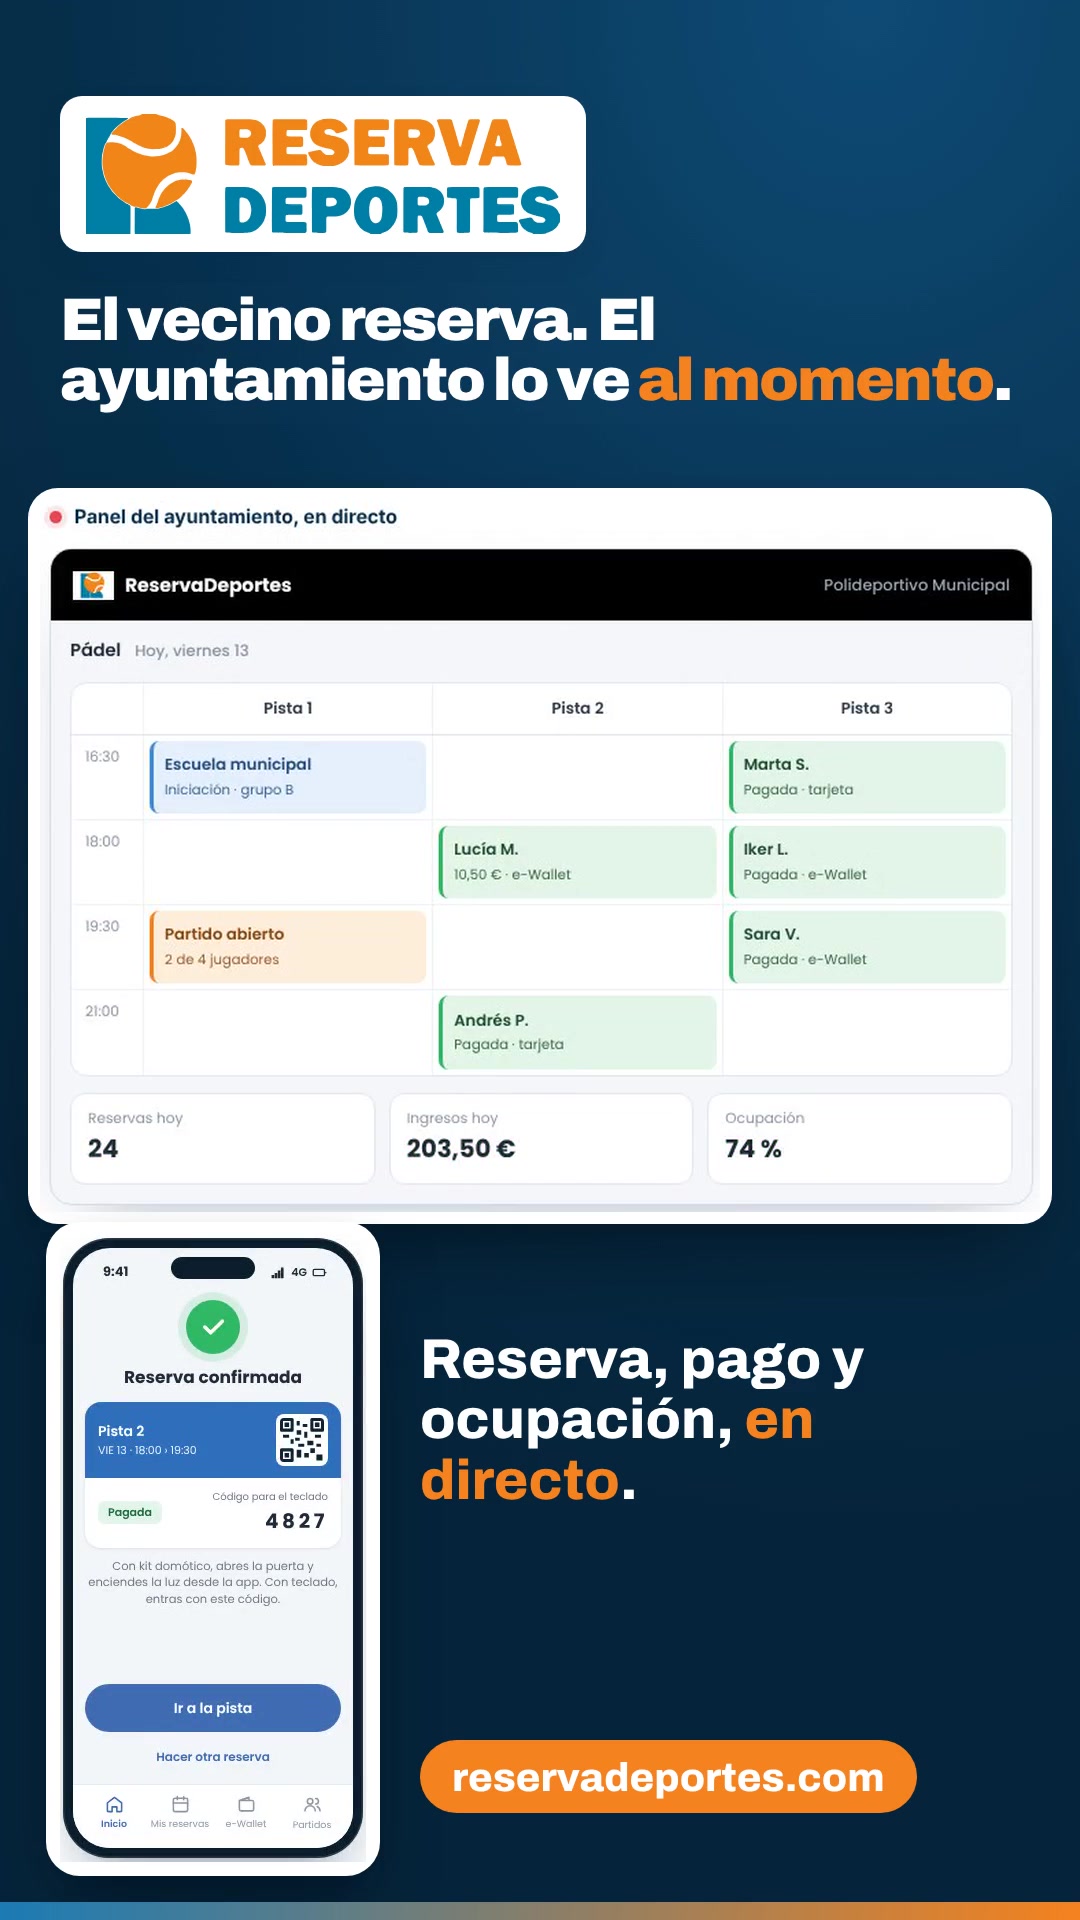 RESERVA
DEPORTES
El vecino reserva. El
ayuntamiento lo ve al momento.
Panel del ayuntamiento, en directo
ReservaDeportes
Polideportivo Municipal
Pádel Hoy, viernes 13
Pista 1 Pista 2 Pista 3
16:30
Escuela municipal
Iniciación · grupo B
Marta S.
Pagada · tarjeta
18:00
Lucía M.
10,50 € · e-Wallet
Iker L.
Pagada · e-Wallet
19:30
Partido abierto
2 de 4 jugadores
Sara V.
Pagada · e-Wallet
21:00
Andrés P.
Pagada · tarjeta
Reservas hoy
24
Ingresos hoy
203,50 €
Ocupación
74 %
9:41
4G
Reserva confirmada
Pista 2
VIE 13 · 18:00 › 19:30
Pagada
Código para el teclado
4827
Con kit domótico, abres la puerta y
enciendes la luz desde la app. Con teclado,
entras con este código.
Ir a la pista
Hacer otra reserva
Inicio
Mis reservas
e-Wallet
Partidos
Reserva, pago y
ocupación, en
directo.
reservadeportes.com